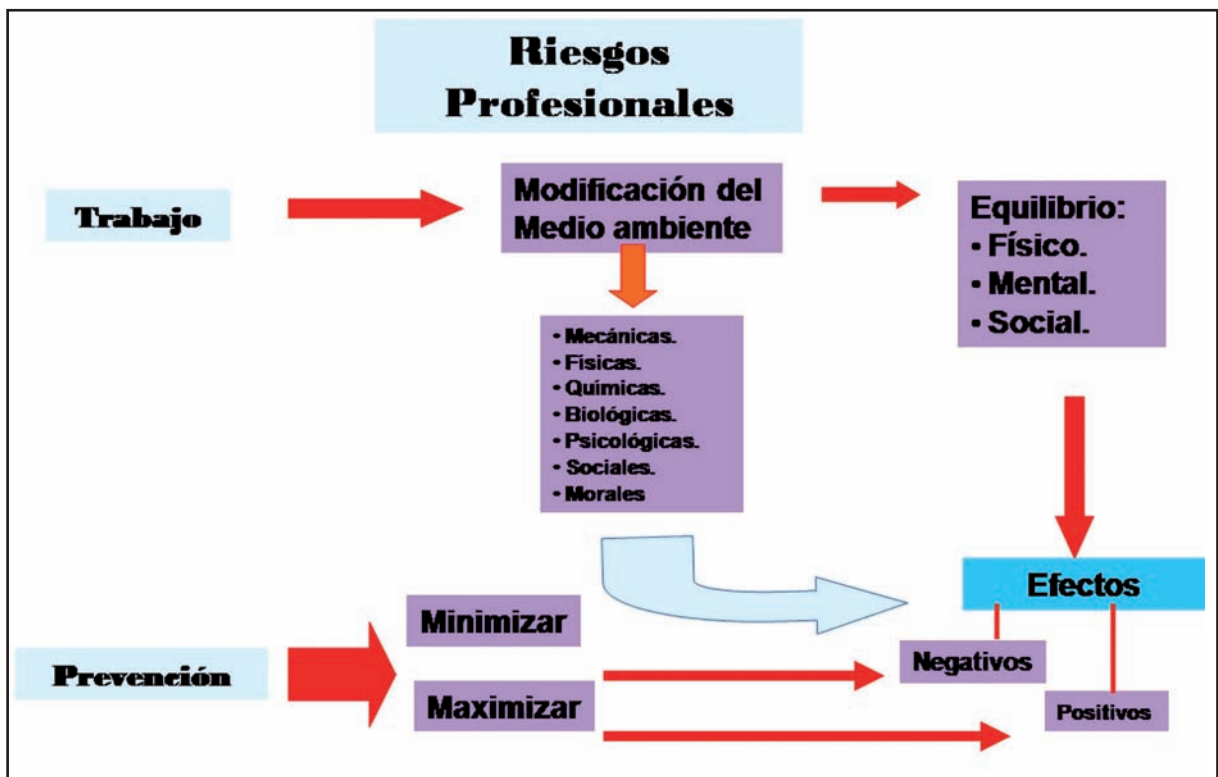 Riesgos
Profesionales
Trabajo
Modificación del
Medio ambiente
Equilibrio:
• Físico.
• Mental.
• Social.
• Mecánicas.
• Físicas.
• Químicas.
• Biológicas.
• Psicológicas.
• Sociales.
• Morales
Efectos
Minimizar
Negativos
Prevención
Maximizar
Positivos